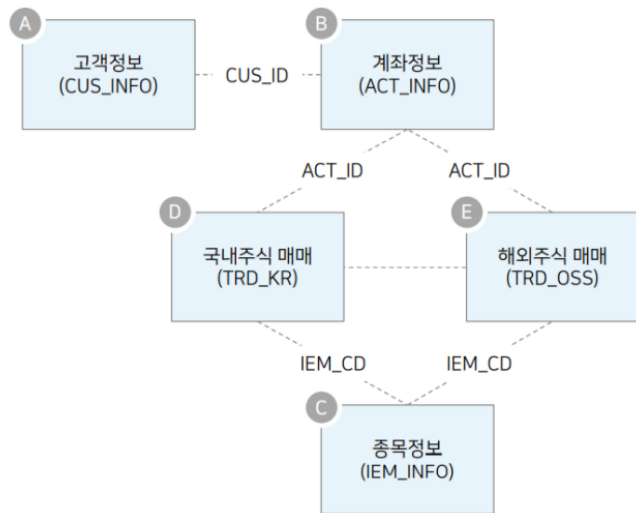 A
고객정보
(CUS_INFO)
CUS_ID
B
계좌정보
(ACT_INFO)
ACT_ID
ACT_ID
D
국내주식 매매
(TRD_KR)
E
해외주식 매매
(TRD_OSS)
IEM_CD
IEM_CD
C
종목정보
(IEM_INFO)